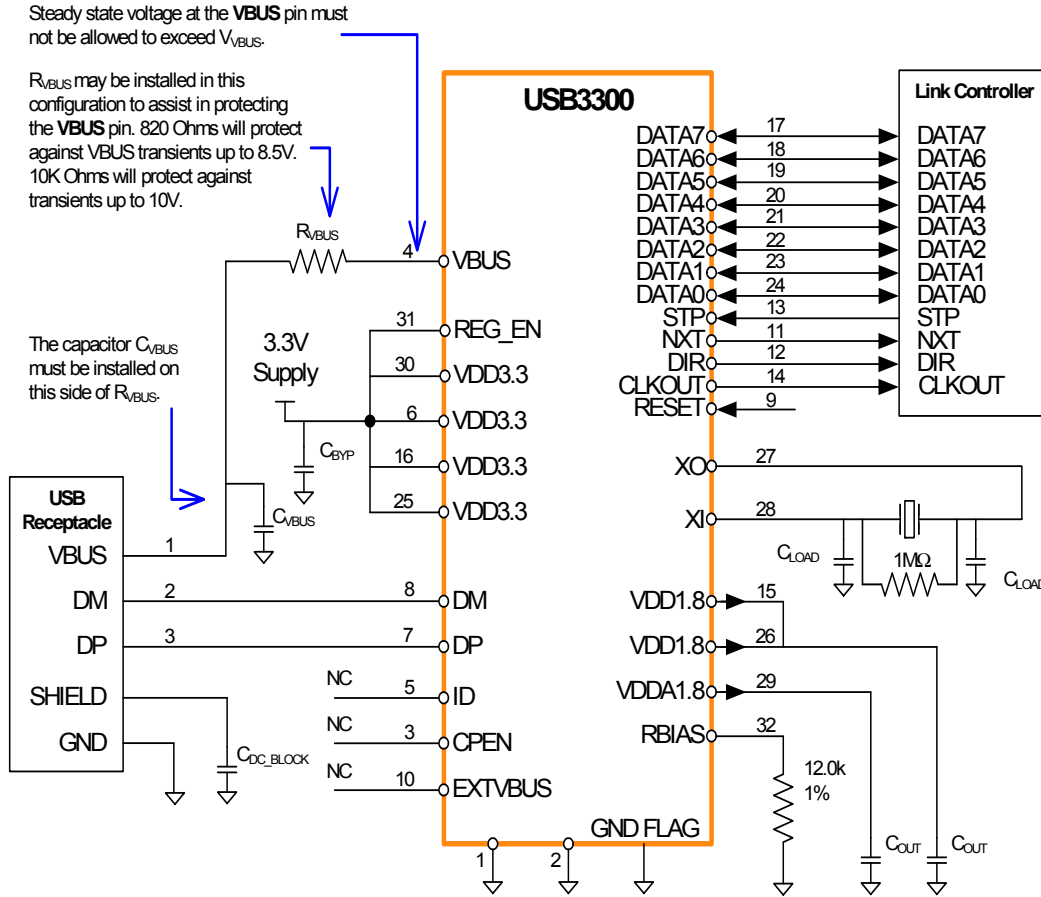 Steady state voltage at the VBUS pin must
not be allowed to exceed VVBUS.
RVBUS may be installed in this
configuration to assist in protecting
the VBUS pin. 820 Ohms will protect
against VBUS transients up to 8.5V.
10K Ohms will protect against
transients up to 10V.
The capacitor CVBUS
must be installed on
this side of RVBUS.
RVBUS
3.3V
Supply
CBYP
CVBUS
USB
Receptacle
VBUS
1
DM
2
DP
3
SHIELD
GND
CDC_BLOCK
USB3300
4
VBUS
31
REG_EN
30
VDD3.3
6
VDD3.3
16
VDD3.3
25
VDD3.3
8
DM
7
DP
NC
5
ID
NC
3
CPEN
NC
10
EXTVBUS
1
2
GND FLAG
DATA7
17
DATA6
18
DATA5
19
DATA4
20
DATA3
21
DATA2
22
DATA1
23
DATA0
24
STP
13
NXT
11
DIR
12
CLKOUT
14
RESET
9
XO
27
XI
28
VDD1.8
15
VDD1.8
26
VDDA1.8
29
RBIAS
32
Link Controller
DATA7
DATA6
DATA5
DATA4
DATA3
DATA2
DATA1
DATA0
STP
NXT
DIR
CLKOUT
CLOAD
1MΩ
CLOAD
12.0k
1%
COUT
COUT